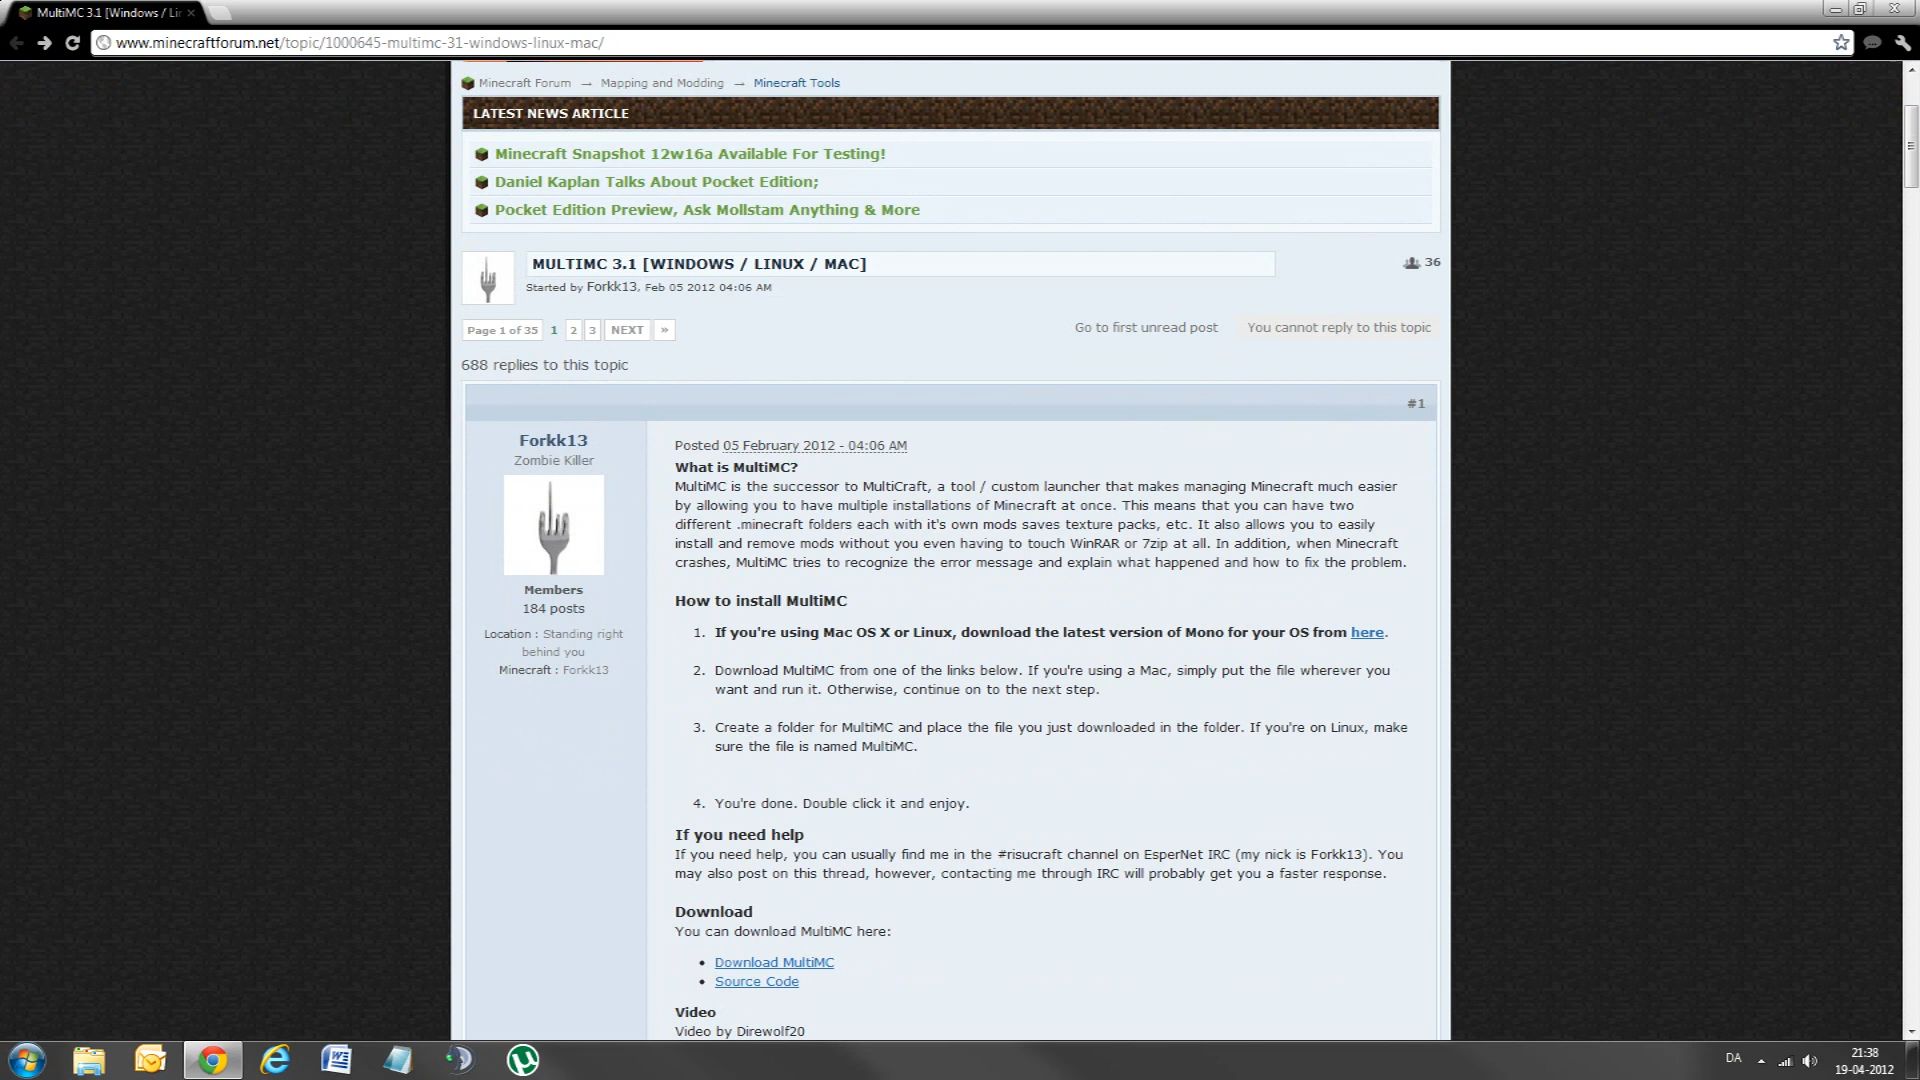 MultiMC 3.1 [Windows / Lir
www.minecraftforum.net/topic/1000645-multimc-31-windows-linux-mac/
Minecraft Forum → Mapping and Modding → Minecraft Tools
LATEST NEWS ARTICLE
Minecraft Snapshot 12w16a Available For Testing!
Daniel Kaplan Talks About Pocket Edition;
Pocket Edition Preview, Ask Mollstam Anything & More
MULTIMC 3.1 [WINDOWS / LINUX / MAC]
36
Started by Forkk13, Feb 05 2012 04:06 AM
Page 1 of 35 1 2 3 NEXT »
Go to first unread post
You cannot reply to this topic
688 replies to this topic
#1
Forkk13
Zombie Killer
Members
184 posts
Location : Standing right
behind you
Minecraft : Forkk13
Posted 05 February 2012 - 04:06 AM
What is MultiMC?
MultiMC is the successor to MultiCraft, a tool / custom launcher that makes managing Minecraft much easier
by allowing you to have multiple installations of Minecraft at once. This means that you can have two
different .minecraft folders each with it's own mods saves texture packs, etc. It also allows you to easily
install and remove mods without you even having to touch WinRAR or 7zip at all. In addition, when Minecraft
crashes, MultiMC tries to recognize the error message and explain what happened and how to fix the problem.
How to install MultiMC
1. If you're using Mac OS X or Linux, download the latest version of Mono for your OS from here.
2. Download MultiMC from one of the links below. If you're using a Mac, simply put the file wherever you
want and run it. Otherwise, continue on to the next step.
3. Create a folder for MultiMC and place the file you just downloaded in the folder. If you're on Linux, make
sure the file is named MultiMC.
4. You're done. Double click it and enjoy.
If you need help
If you need help, you can usually find me in the #risucraft channel on EsperNet IRC (my nick is Forkk13). You
may also post on this thread, however, contacting me through IRC will probably get you a faster response.
Download
You can download MultiMC here:
• Download MultiMC
• Source Code
Video
Video by Direwolf20
DA
21:38
19-04-2012